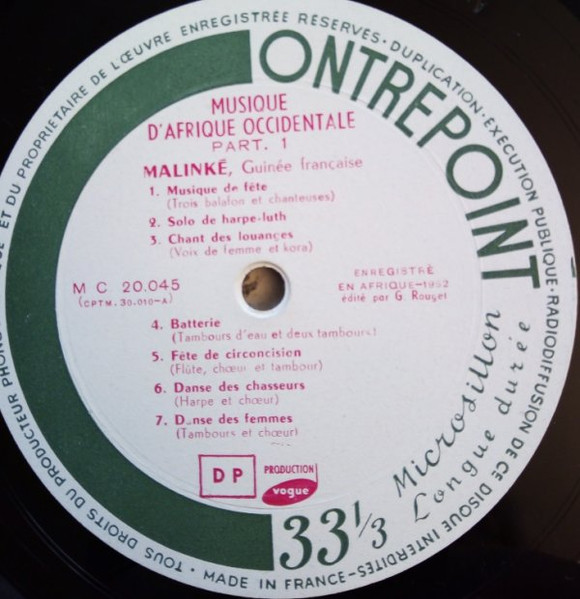 TOUS DROITS DU PRODUCTEUR PHONO ET DU PROPRIETAIRE DE L'ŒUVRE ENREGISTRÉE RÉSERVÉS · DUPLICATION · EXECUTION PUBLIQUE · RADIODIFFUSION DE CE DISQUE INTERDITES · MADE IN FRANCE
CONTREPOINT
MUSIQUE
D'AFRIQUE OCCIDENTALE
PART. 1
MALINKÉ, Guinée française
1. Musique de fête
(Trois balafon et chanteuses)
2. Solo de harpe-luth
3. Chant des louanges
(Voix de femme et kora)
M C 20.045
(CPTM. 30.010-A)
ENREGISTRÉ
EN AFRIQUE-1952
édité par G. Rouget
4. Batterie
(Tambours d'eau et deux tambours)
5. Fête de circoncision
(Flûte, chœur et tambour)
6. Danse des chasseurs
(Harpe et chœur)
7. Danse des femmes
(Tambours et chœur)
D P
PRODUCTION
vogue
33 1/3
Microsillon
Longue durée